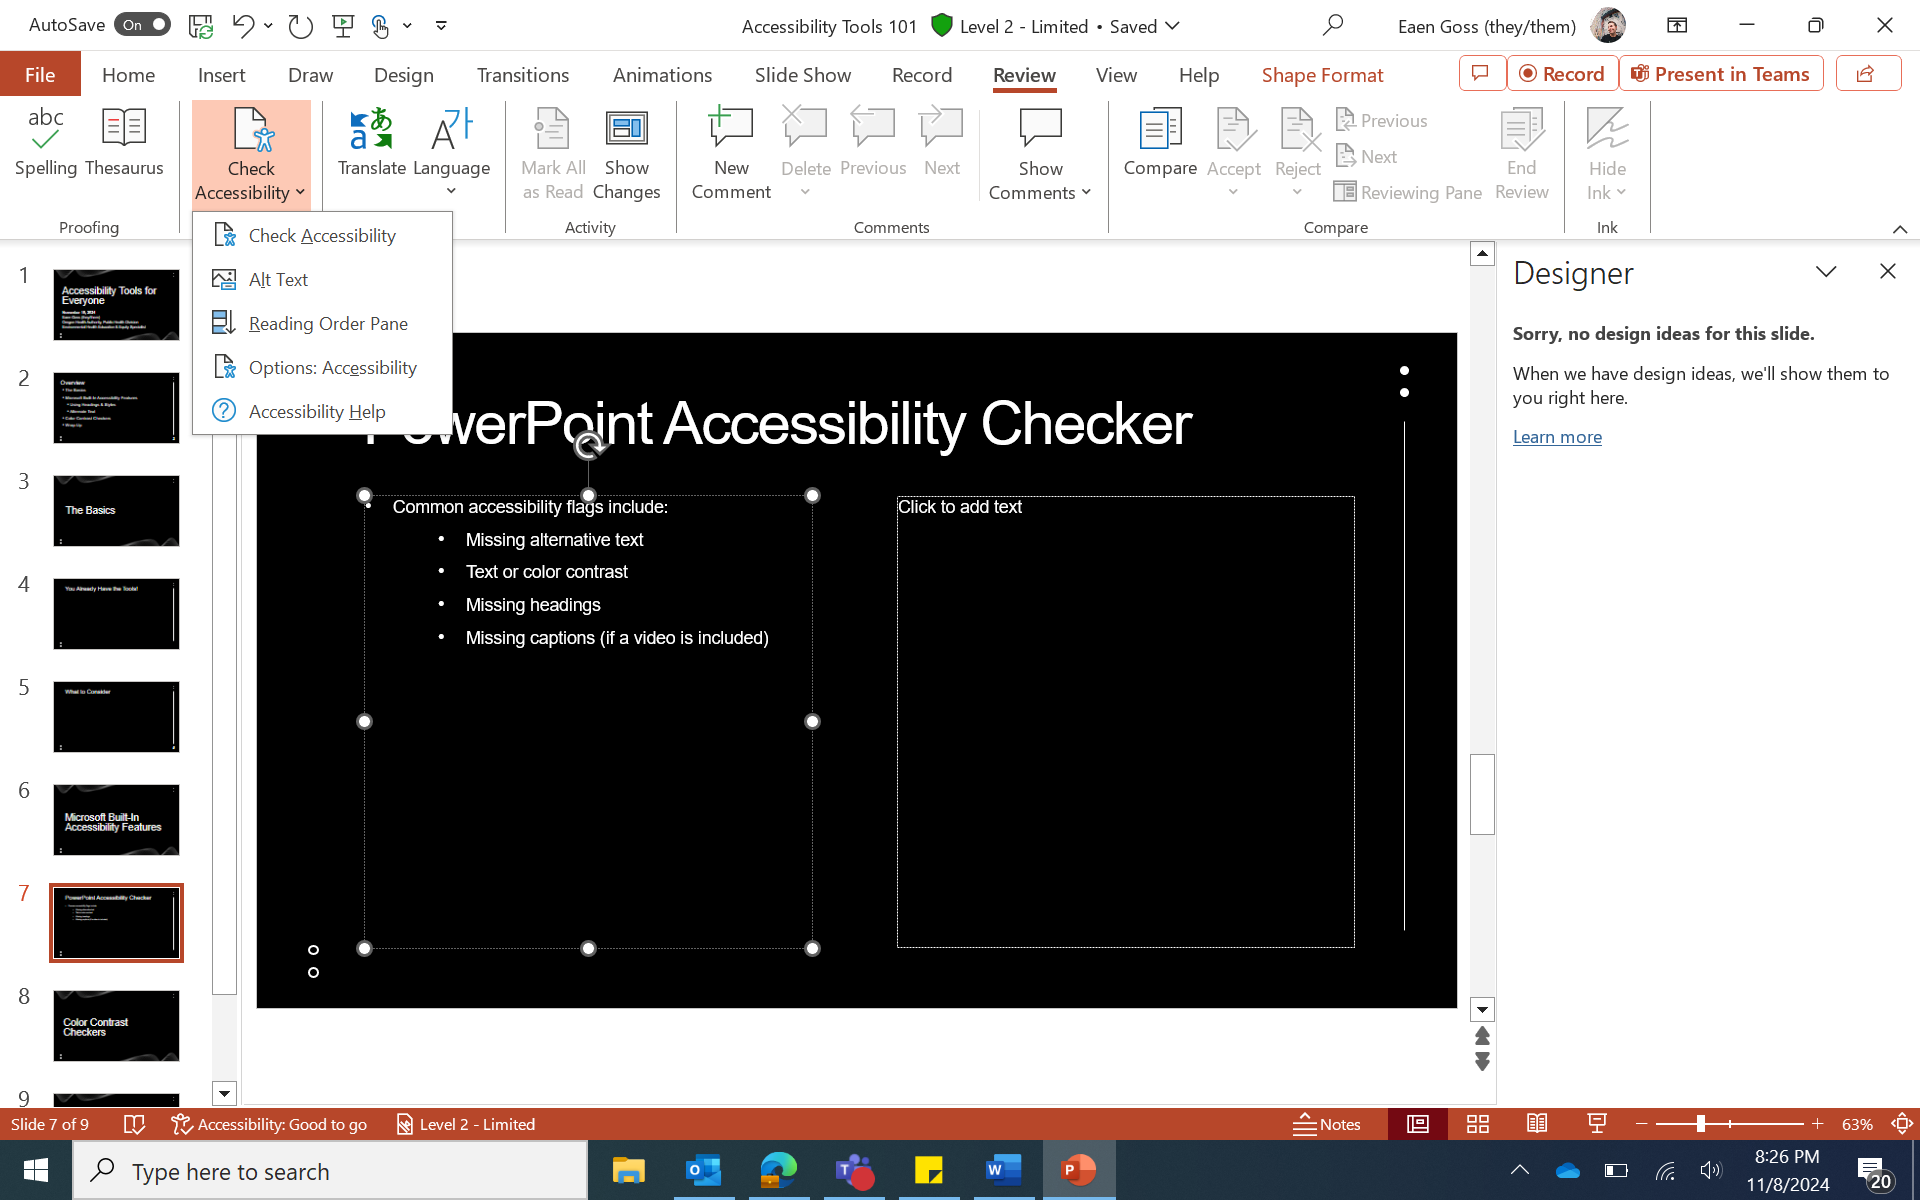 AutoSave On
Accessibility Tools 101 Level 2 - Limited • Saved
Eaen Goss (they/them)
File Home Insert Draw Design Transitions Animations Slide Show Record Review View Help Shape Format
Record Present in Teams
abc
Spelling
Thesaurus
Proofing
Check
Accessibility
Translate
Language
Mark All
as Read
Show
Changes
Activity
New
Comment
Delete
Previous
Next
Show
Comments
Comments
Compare
Accept
Reject
Previous
Next
Reviewing Pane
End
Review
Compare
Hide
Ink
Ink
Check Accessibility
Alt Text
Reading Order Pane
Options: Accessibility
Accessibility Help
1
Accessibility Tools for
Everyone
November 19, 2024
2
Overview
3
The Basics
4
You Already Have the Tools!
5
What to Consider
6
Microsoft Built-In
Accessibility Features
7
PowerPoint Accessibility Checker
8
Color Contrast
Checkers
9
PowerPoint Accessibility Checker
• Common accessibility flags include:
• Missing alternative text
• Text or color contrast
• Missing headings
• Missing captions (if a video is included)
Click to add text
Designer
Sorry, no design ideas for this slide.
When we have design ideas, we'll show them to
you right here.
Learn more
Slide 7 of 9 Accessibility: Good to go Level 2 - Limited
Notes 63%
Type here to search
8:26 PM
11/8/2024
20